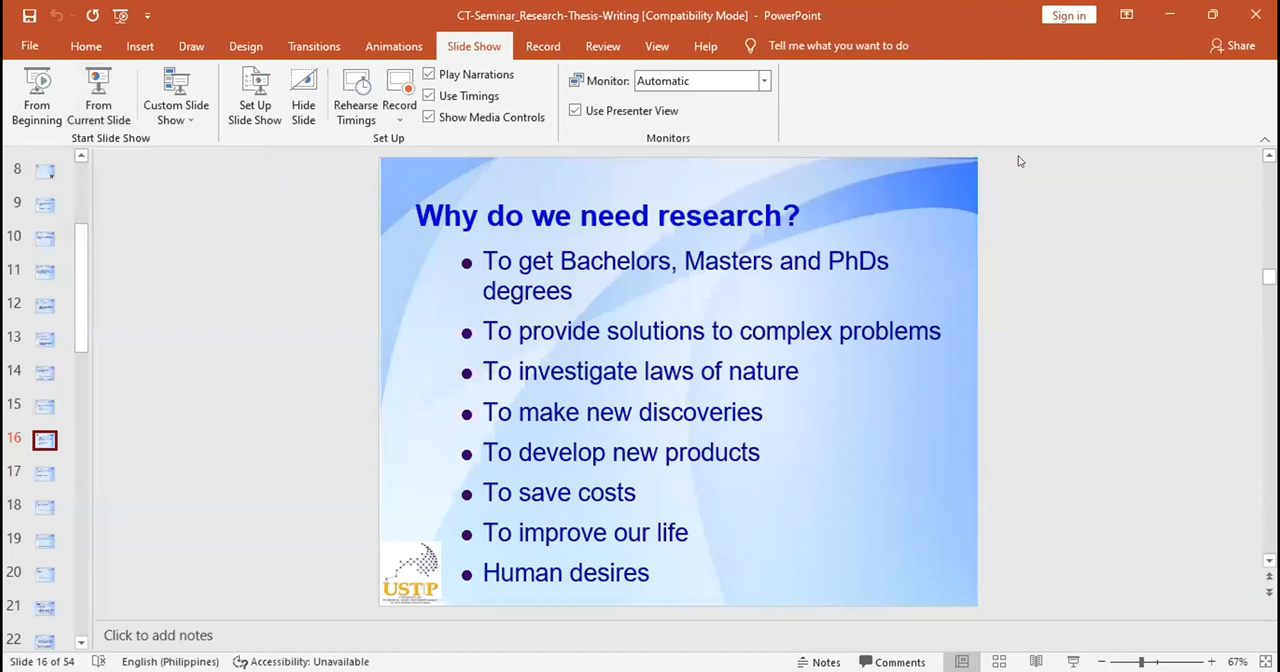 CT-Seminar_Research-Thesis-Writing [Compatibility Mode] - PowerPoint
Sign in
File Home Insert Draw Design Transitions Animations Slide Show Record Review View Help Tell me what you want to do Share
From Beginning
From Current Slide
Custom Slide Show
Start Slide Show
Set Up Slide Show
Hide Slide
Rehearse Timings
Record
Play Narrations
Use Timings
Show Media Controls
Set Up
Monitor: Automatic
Use Presenter View
Monitors
8
9
10
11
12
13
14
15
16
17
18
19
20
21
22
Why do we need research?
To get Bachelors, Masters and PhDs
degrees
To provide solutions to complex problems
To investigate laws of nature
To make new discoveries
To develop new products
To save costs
To improve our life
Human desires
USTP
Click to add notes
Slide 16 of 54 English (Philippines) Accessibility: Unavailable Notes Comments 67%